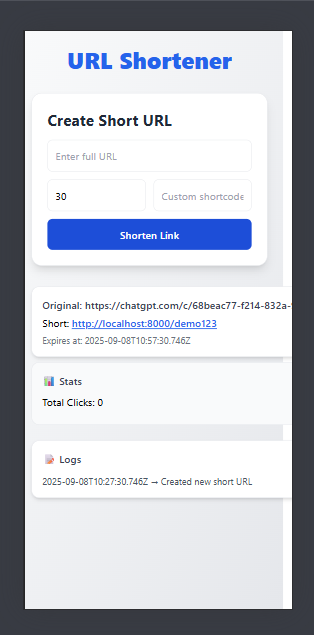 URL Shortener
Create Short URL
Enter full URL
30
Custom shortcode
Shorten Link
Original: https://chatgpt.com/c/68beac77-f214-832a-
Short: http://localhost:8000/demo123
Expires at: 2025-09-08T10:57:30.746Z
Stats
Total Clicks: 0
Logs
2025-09-08T10:27:30.746Z → Created new short URL